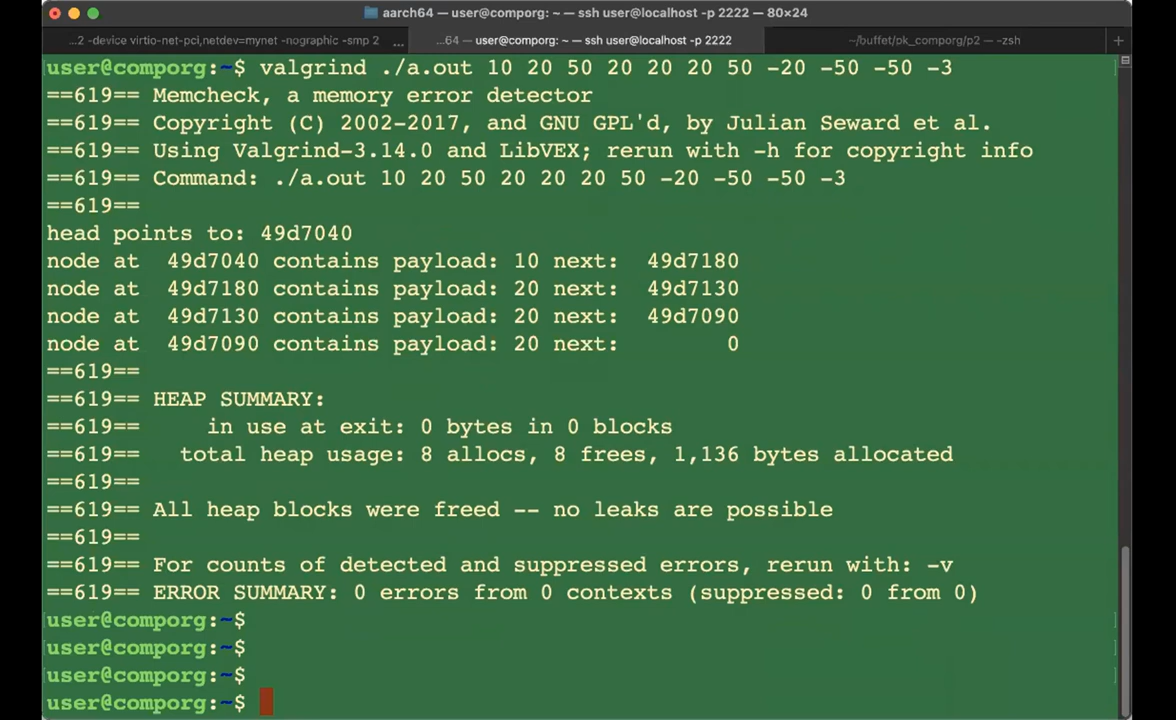 aarch64 — user@comporg: ~ — ssh user@localhost -p 2222 — 80×24
...2 -device virtio-net-pci,netdev=mynet -nographic -smp 2 ... ...64 — user@comporg: ~ — ssh user@localhost -p 2222 ~/buffet/pk_comporg/p2 — -zsh +
user@comporg:~$ valgrind ./a.out 10 20 50 20 20 20 50 -20 -50 -50 -3
==619== Memcheck, a memory error detector
==619== Copyright (C) 2002-2017, and GNU GPL'd, by Julian Seward et al.
==619== Using Valgrind-3.14.0 and LibVEX; rerun with -h for copyright info
==619== Command: ./a.out 10 20 50 20 20 20 50 -20 -50 -50 -3
==619==
head points to: 49d7040
node at  49d7040 contains payload: 10 next:  49d7180
node at  49d7180 contains payload: 20 next:  49d7130
node at  49d7130 contains payload: 20 next:  49d7090
node at  49d7090 contains payload: 20 next:        0
==619==
==619== HEAP SUMMARY:
==619==     in use at exit: 0 bytes in 0 blocks
==619==   total heap usage: 8 allocs, 8 frees, 1,136 bytes allocated
==619==
==619== All heap blocks were freed -- no leaks are possible
==619==
==619== For counts of detected and suppressed errors, rerun with: -v
==619== ERROR SUMMARY: 0 errors from 0 contexts (suppressed: 0 from 0)
user@comporg:~$
user@comporg:~$
user@comporg:~$
user@comporg:~$